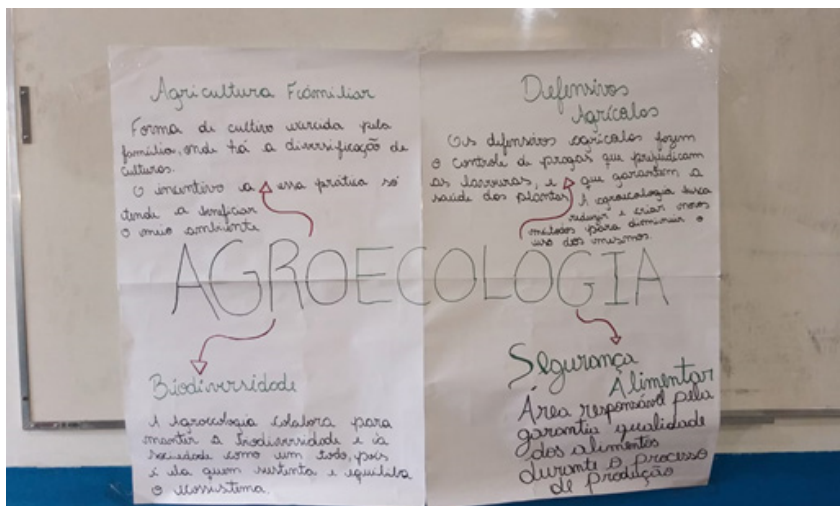 Agricultura Familiar
Forma de cultivo exercida pela
família, onde há a diversificação de
culturas.
O incentivo a essa prática só
tende a beneficiar
o meio ambiente
Defensivos
Agrícolas
Os defensivos agrícolas fazem
o controle de pragas que prejudicam
as lavouras, e que garantem a
saúde das plantas. A agroecologia busca
reduzir e criar novos
métodos para diminuir o
uso dos mesmos.
AGROECOLOGIA
Biodiversidade
A Agroecologia colabora para
manter a biodiversidade e a
sociedade como um todo, pois
é ela quem sustenta e equilibra
o ecossistema.
Segurança
Alimentar
Área responsável pela
garantia qualidade
dos alimentos
durante o processo
de produção